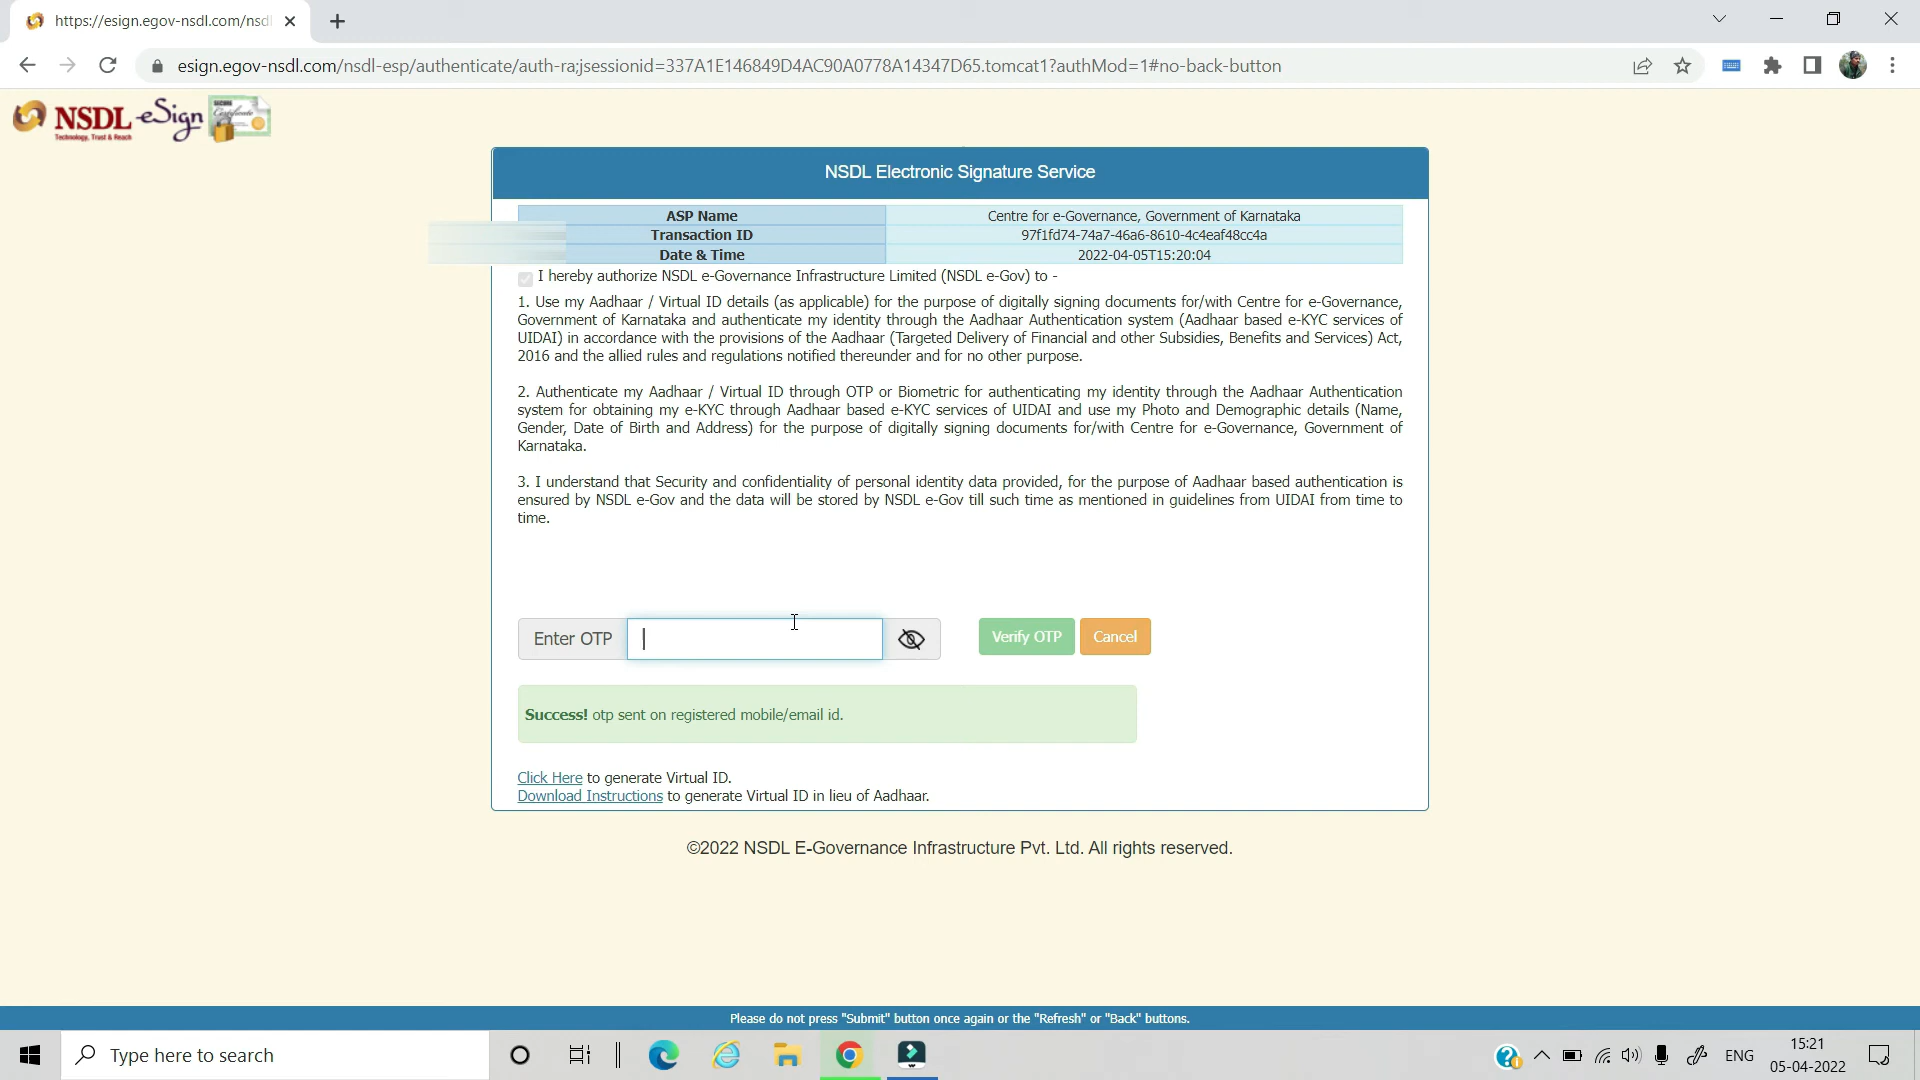 https://esign.egov-nsdl.com/nsdl
esign.egov-nsdl.com/nsdl-esp/authenticate/auth-ra;jsessionid=337A1E146849D4AC90A0778A14347D65.tomcat1?authMod=1#no-back-button
NSDL eSign
Technology, Trust & Reach
SECURE
Certificate
NSDL Electronic Signature Service
ASP Name Centre for e-Governance, Government of Karnataka
Transaction ID 97f1fd74-74a7-46a6-8610-4c4eaf48cc4a
Date & Time 2022-04-05T15:20:04
I hereby authorize NSDL e-Governance Infrastructure Limited (NSDL e-Gov) to -
1. Use my Aadhaar / Virtual ID details (as applicable) for the purpose of digitally signing documents for/with Centre for e-Governance,
Government of Karnataka and authenticate my identity through the Aadhaar Authentication system (Aadhaar based e-KYC services of
UIDAI) in accordance with the provisions of the Aadhaar (Targeted Delivery of Financial and other Subsidies, Benefits and Services) Act,
2016 and the allied rules and regulations notified thereunder and for no other purpose.
2. Authenticate my Aadhaar / Virtual ID through OTP or Biometric for authenticating my identity through the Aadhaar Authentication
system for obtaining my e-KYC through Aadhaar based e-KYC services of UIDAI and use my Photo and Demographic details (Name,
Gender, Date of Birth and Address) for the purpose of digitally signing documents for/with Centre for e-Governance, Government of
Karnataka.
3. I understand that Security and confidentiality of personal identity data provided, for the purpose of Aadhaar based authentication is
ensured by NSDL e-Gov and the data will be stored by NSDL e-Gov till such time as mentioned in guidelines from UIDAI from time to
time.
Enter OTP Verify OTP Cancel
Success! otp sent on registered mobile/email id.
Click Here to generate Virtual ID.
Download Instructions to generate Virtual ID in lieu of Aadhaar.
©2022 NSDL E-Governance Infrastructure Pvt. Ltd. All rights reserved.
Please do not press "Submit" button once again or the "Refresh" or "Back" buttons.
Type here to search
ENG
15:21
05-04-2022